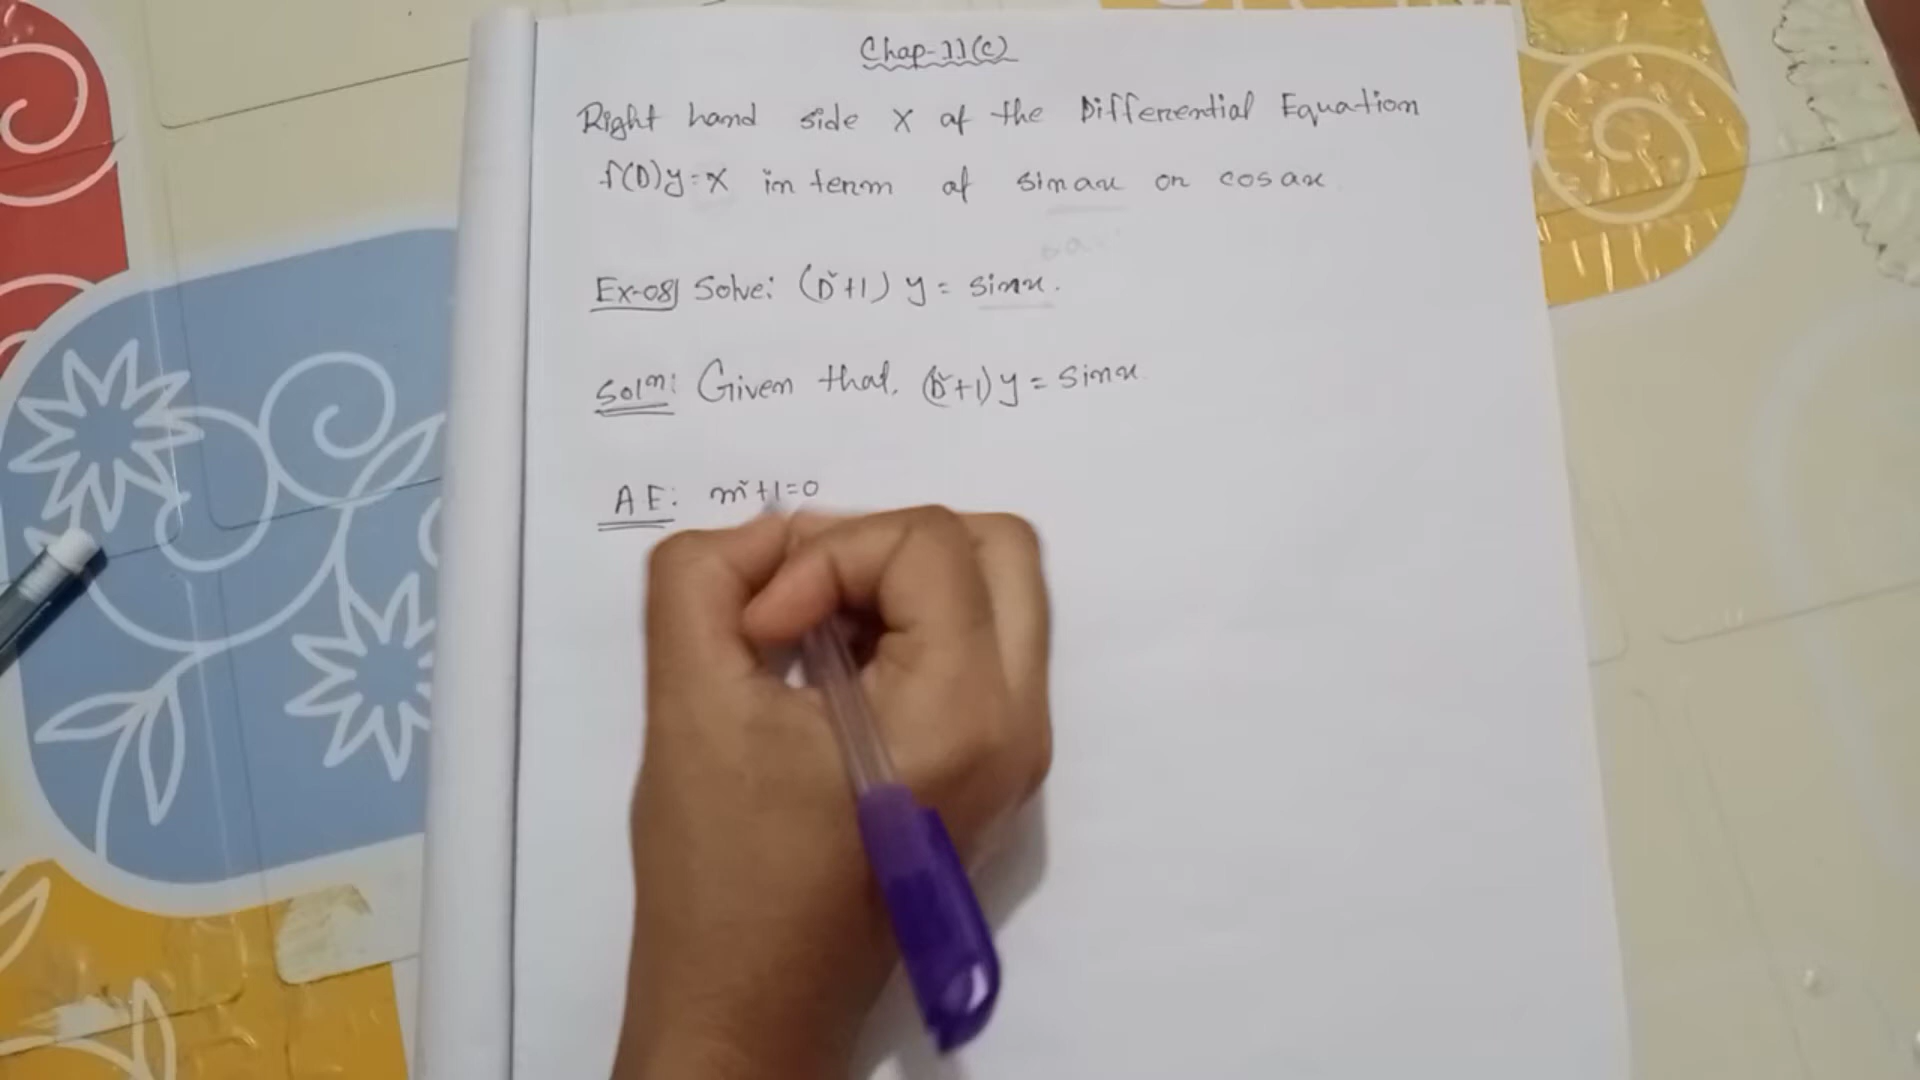 Chap-11(c)
Right hand side X of the Differential Equation
f(D)y=X in term of sinax or cosax
Ex-08) Solve: (D²+1) y = sinx.
Solⁿ: Given that, (D²+1)y = sinx
AE: m²+1=0